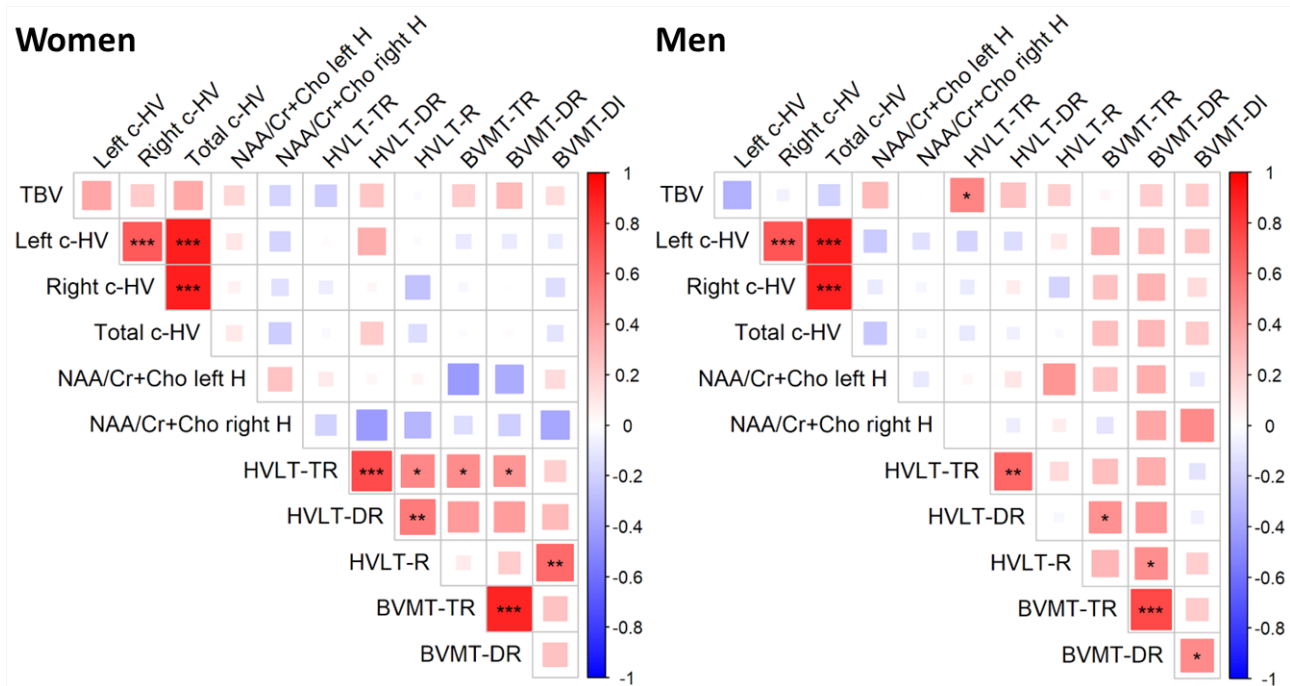 Women
Left c-HV
Right c-HV
Total c-HV
NAA/Cr+Cho left H
NAA/Cr+Cho right H
HVLT-TR
HVLT-DR
HVLT-R
BVMT-TR
BVMT-DR
BVMT-DI
TBV
Left c-HV *** ***
Right c-HV ***
Total c-HV
NAA/Cr+Cho left H
NAA/Cr+Cho right H
HVLT-TR *** * * *
HVLT-DR **
HVLT-R **
BVMT-TR ***
BVMT-DR
1
0.8
0.6
0.4
0.2
0
-0.2
-0.4
-0.6
-0.8
-1
Men
Left c-HV
Right c-HV
Total c-HV
NAA/Cr+Cho left H
NAA/Cr+Cho right H
HVLT-TR
HVLT-DR
HVLT-R
BVMT-TR
BVMT-DR
BVMT-DI
TBV *
Left c-HV *** ***
Right c-HV ***
Total c-HV
NAA/Cr+Cho left H
NAA/Cr+Cho right H
HVLT-TR **
HVLT-DR *
HVLT-R *
BVMT-TR ***
BVMT-DR *
1
0.8
0.6
0.4
0.2
0
-0.2
-0.4
-0.6
-0.8
-1